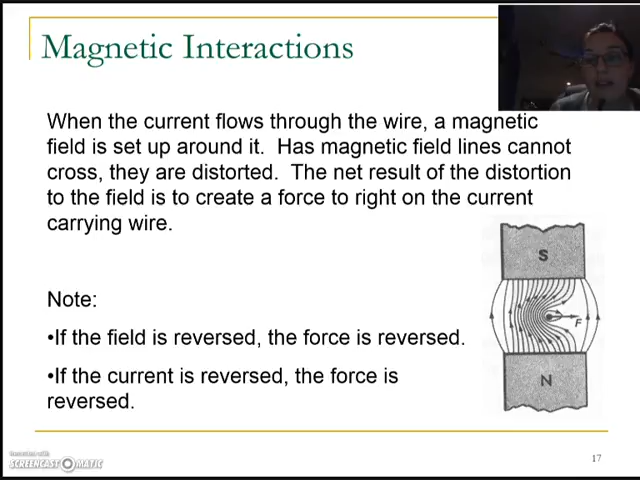 Magnetic Interactions
When the current flows through the wire, a magnetic
field is set up around it. Has magnetic field lines cannot
cross, they are distorted. The net result of the distortion
to the field is to create a force to right on the current
carrying wire.
S
F
N
Note:
•If the field is reversed, the force is reversed.
•If the current is reversed, the force is
reversed.
SCREENCAST MATIC
17